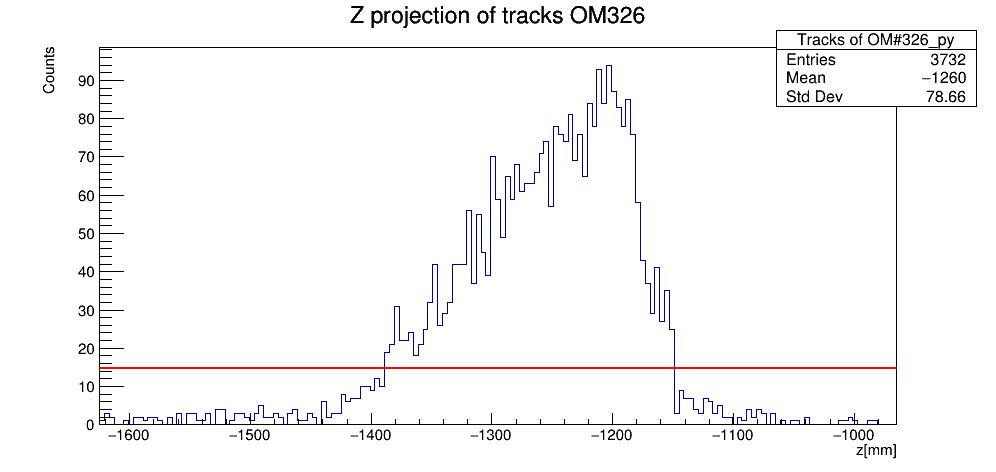 Z projection of tracks OM326
Tracks of OM#326_py
Entries 3732
Mean −1260
Std Dev 78.66
Counts
90
80
70
60
50
40
30
20
10
0
−1600 −1500 −1400 −1300 −1200 −1100 −1000
z[mm]